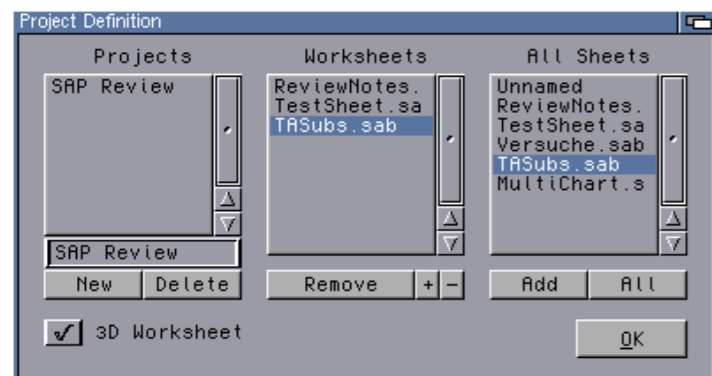 Project Definition
Projects
SAP Review
SAP Review
New
Delete
Worksheets
ReviewNotes.
TestSheet.sa
TASubs.sab
Remove
+
-
All Sheets
Unnamed
ReviewNotes.
TestSheet.sa
Versuche.sab
TASubs.sab
MultiChart.s
Add
All
3D Worksheet
OK